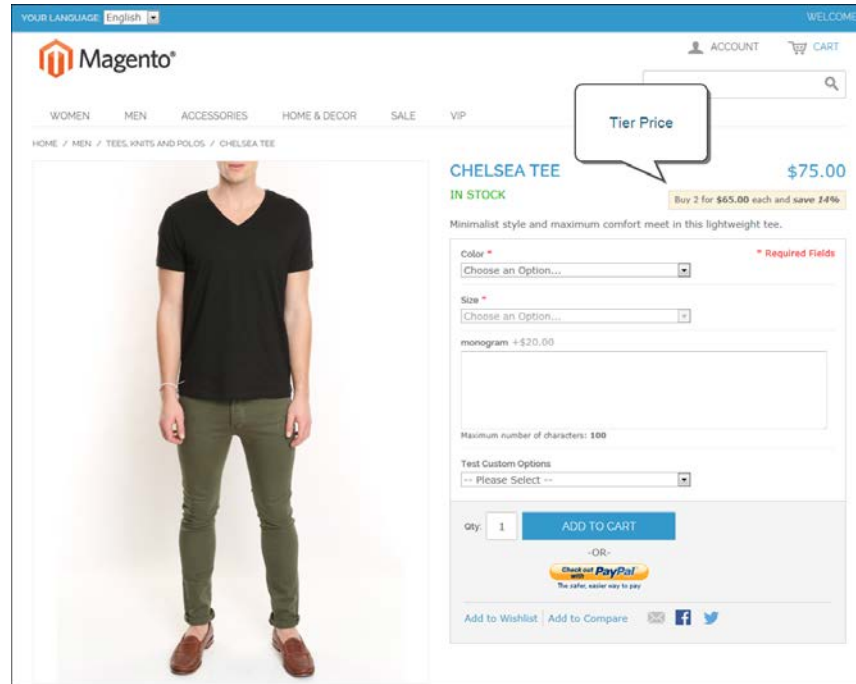 YOUR LANGUAGE: English
WELCOME
Magento®
ACCOUNT CART
WOMEN MEN ACCESSORIES HOME & DECOR SALE VIP
Tier Price
HOME / MEN / TEES, KNITS AND POLOS / CHELSEA TEE
CHELSEA TEE $75.00
IN STOCK
Buy 2 for $65.00 each and save 14%
Minimalist style and maximum comfort meet in this lightweight tee.
Color * * Required Fields
Choose an Option...
Size *
Choose an Option...
monogram +$20.00
Maximum number of characters: 100
Test Custom Options
-- Please Select --
Qty: 1 ADD TO CART
-OR-
Check out with PayPal
The safer, easier way to pay
Add to Wishlist Add to Compare